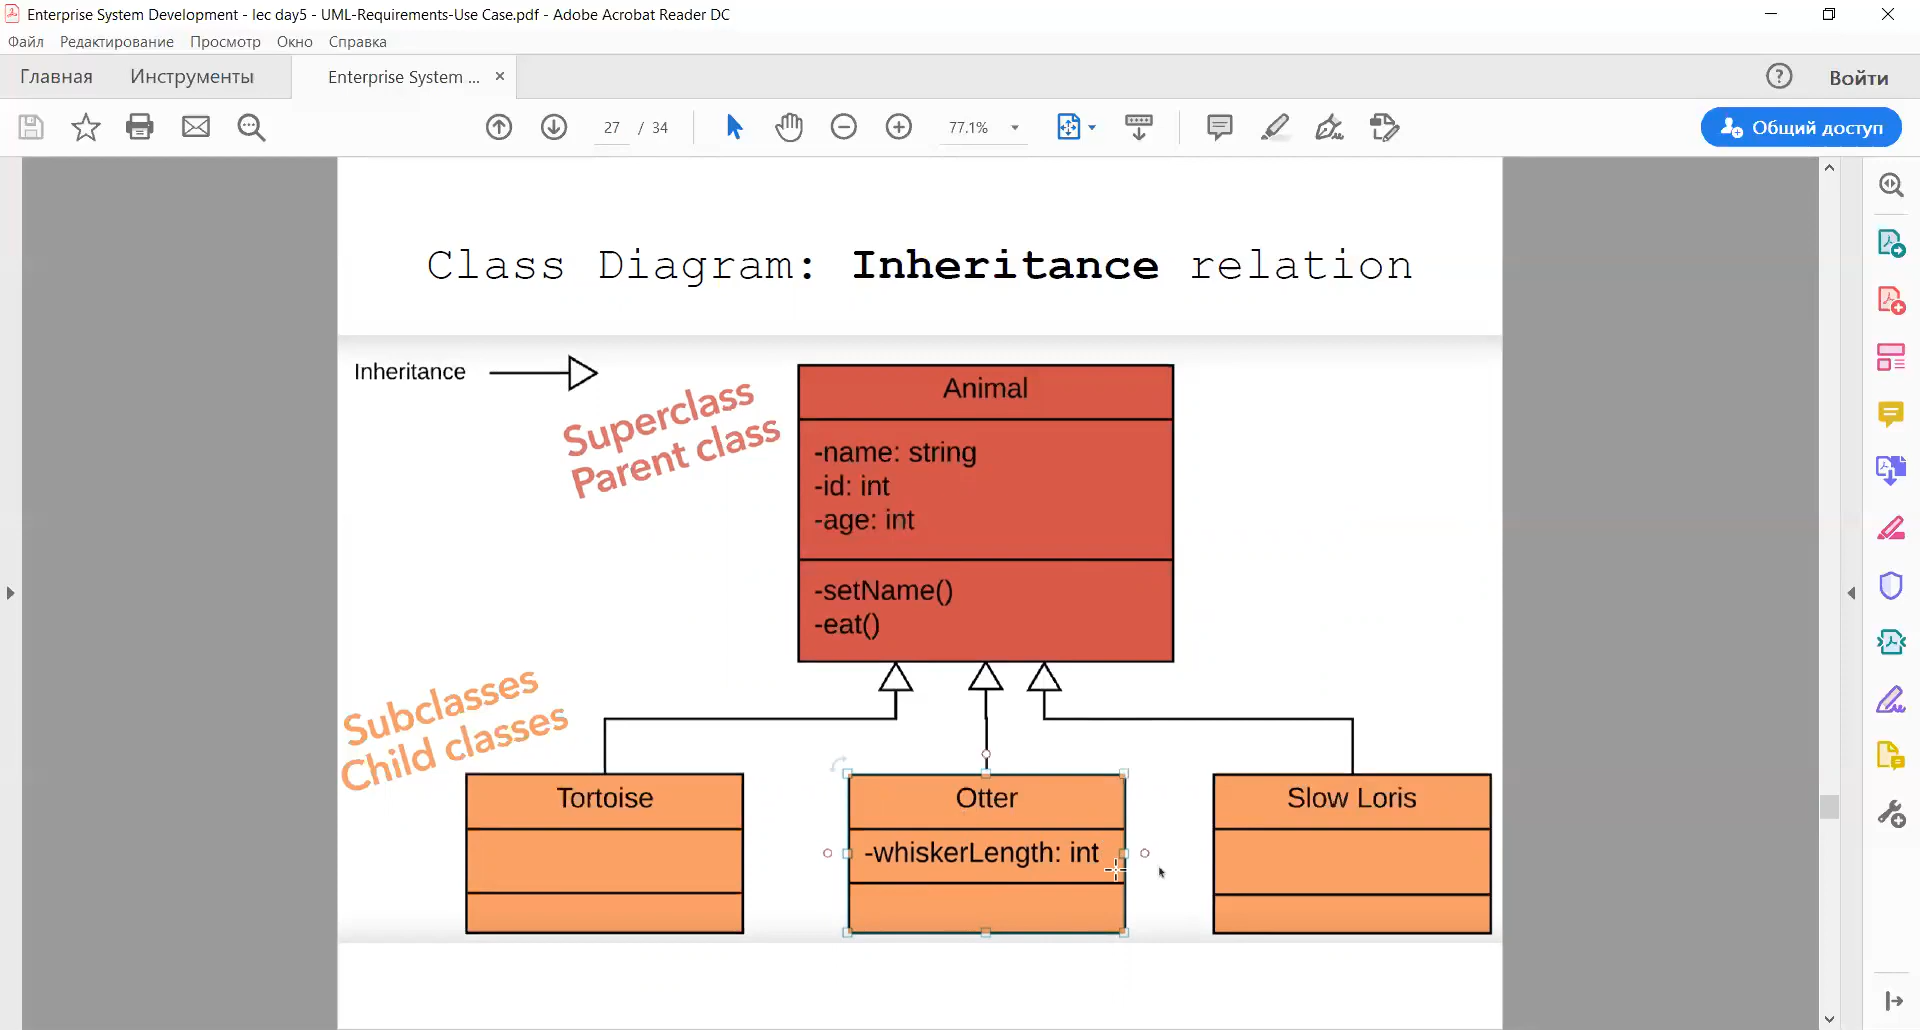 Enterprise System Development - lec day5 - UML-Requirements-Use Case.pdf - Adobe Acrobat Reader DC
Файл Редактирование Просмотр Окно Справка
Главная Инструменты Enterprise System ... Войти
27 / 34 77.1% Общий доступ
Class Diagram: Inheritance relation
Inheritance
Superclass
Parent class
Animal
-name: string
-id: int
-age: int
-setName()
-eat()
Subclasses
Child classes
Tortoise
Otter
-whiskerLength: int
Slow Loris